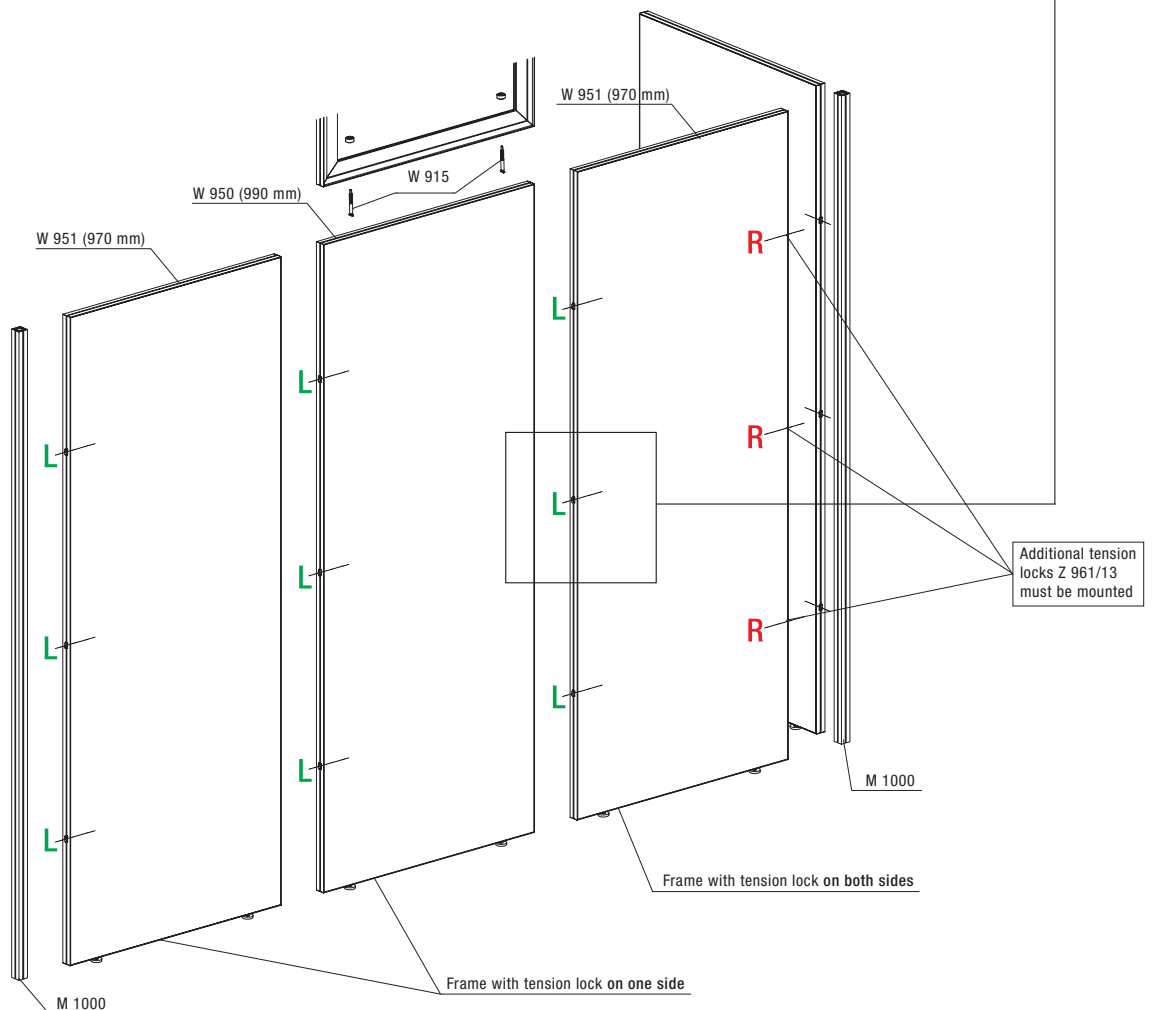 W 951 (970 mm)
W 915
W 950 (990 mm)
W 951 (970 mm)
R
L
L
L
R
L
L
L
Additional tension
locks Z 961/13
must be mounted
R
L
L
L
M 1000
Frame with tension lock on both sides
Frame with tension lock on one side
M 1000